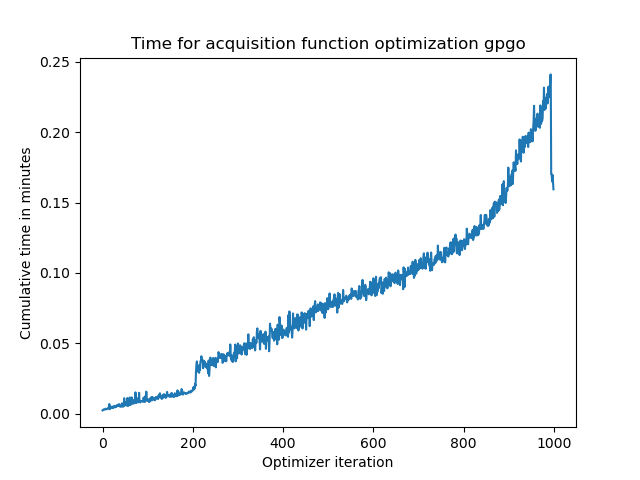 Time for acquisition function optimization gpgo
0.25
0.20
0.15
0.10
0.05
0.00
Cumulative time in minutes
0 200 400 600 800 1000
Optimizer iteration